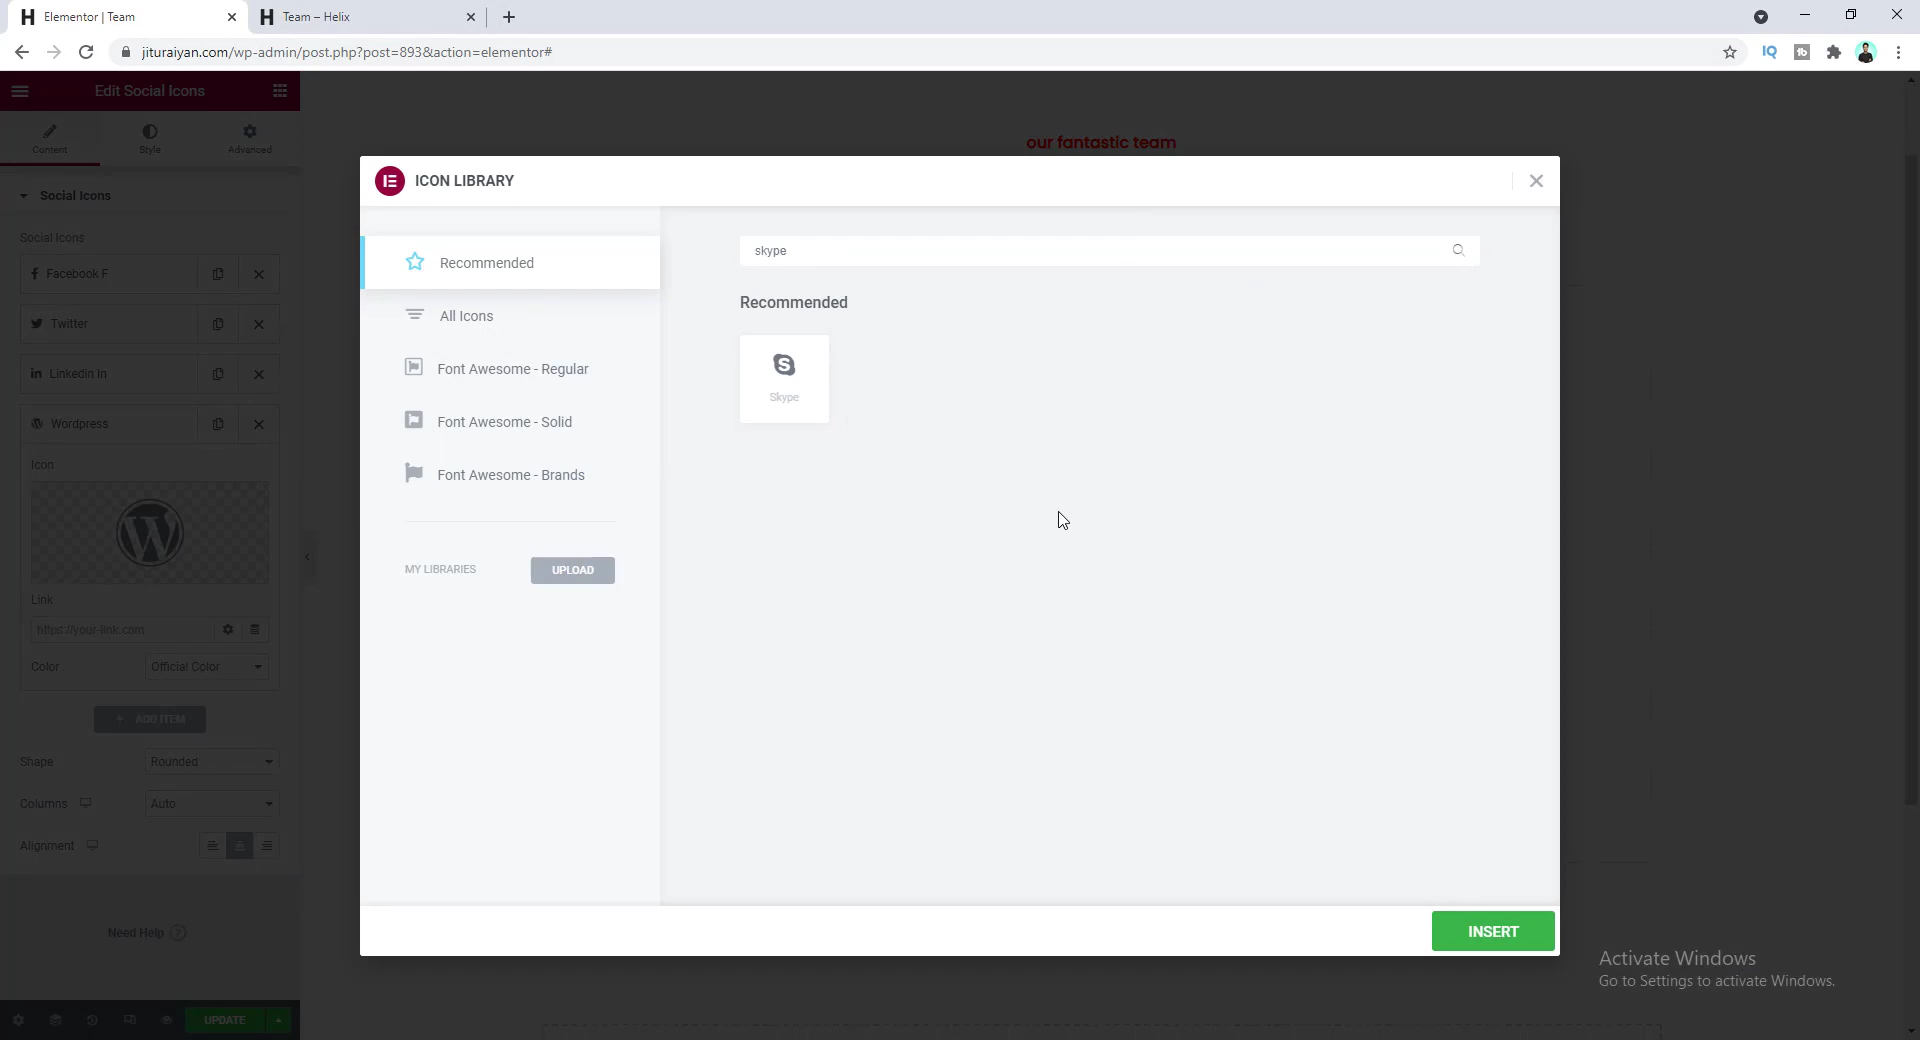 Elementor | Team
Team – Helix
jituraiyan.com/wp-admin/post.php?post=893&action=elementor#
IQ
Edit Social Icons
Content
Style
Advanced
Social Icons
Social Icons
Facebook F
Twitter
Linkedin In
Wordpress
Icon
Link
https://your-link.com
Color
Official Color
+ ADD ITEM
Shape
Rounded
Columns
Auto
Alignment
Need Help ?
UPDATE
our fantastic team
ICON LIBRARY
Recommended
All Icons
Font Awesome - Regular
Font Awesome - Solid
Font Awesome - Brands
MY LIBRARIES
UPLOAD
skype
Recommended
Skype
INSERT
Activate Windows
Go to Settings to activate Windows.